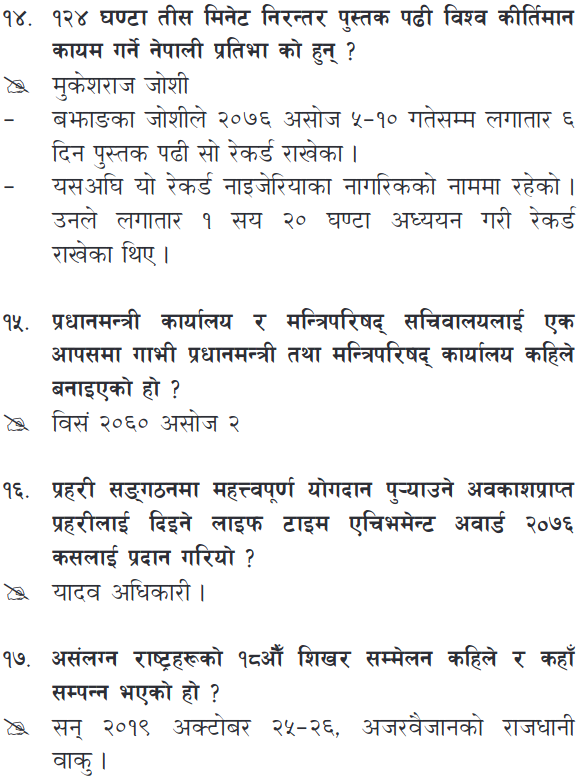 १४. १२४ घण्टा तीस मिनेट निरन्तर पुस्तक पढी विश्व कीर्तिमान
कायम गर्ने नेपाली प्रतिभा को हुन् ?
मुकेशराज जोशी
– बझाङका जोशीले २०७६ असोज ५–१० गतेसम्म लगातार ६
दिन पुस्तक पढी सो रेकर्ड राखेका ।
– यसअघि यो रेकर्ड नाइजेरियाका नागरिकको नाममा रहेको ।
उनले लगातार १ सय २० घण्टा अध्ययन गरी रेकर्ड
राखेका थिए ।
१५. प्रधानमन्त्री कार्यालय र मन्त्रिपरिषद् सचिवालयलाई एक
आपसमा गाभी प्रधानमन्त्री तथा मन्त्रिपरिषद् कार्यालय कहिले
बनाइएको हो ?
विसं २०६० असोज २
१६. प्रहरी सङ्गठनमा महत्त्वपूर्ण योगदान पुऱ्याउने अवकाशप्राप्त
प्रहरीलाई दिइने लाइफ टाइम एचिभमेन्ट अवार्ड २०७६
कसलाई प्रदान गरियो ?
यादव अधिकारी ।
१७. असंलग्न राष्ट्रहरूको १८औँ शिखर सम्मेलन कहिले र कहाँ
सम्पन्न भएको हो ?
सन् २०१९ अक्टोबर २५–२६, अजरवैजानको राजधानी
वाकु ।